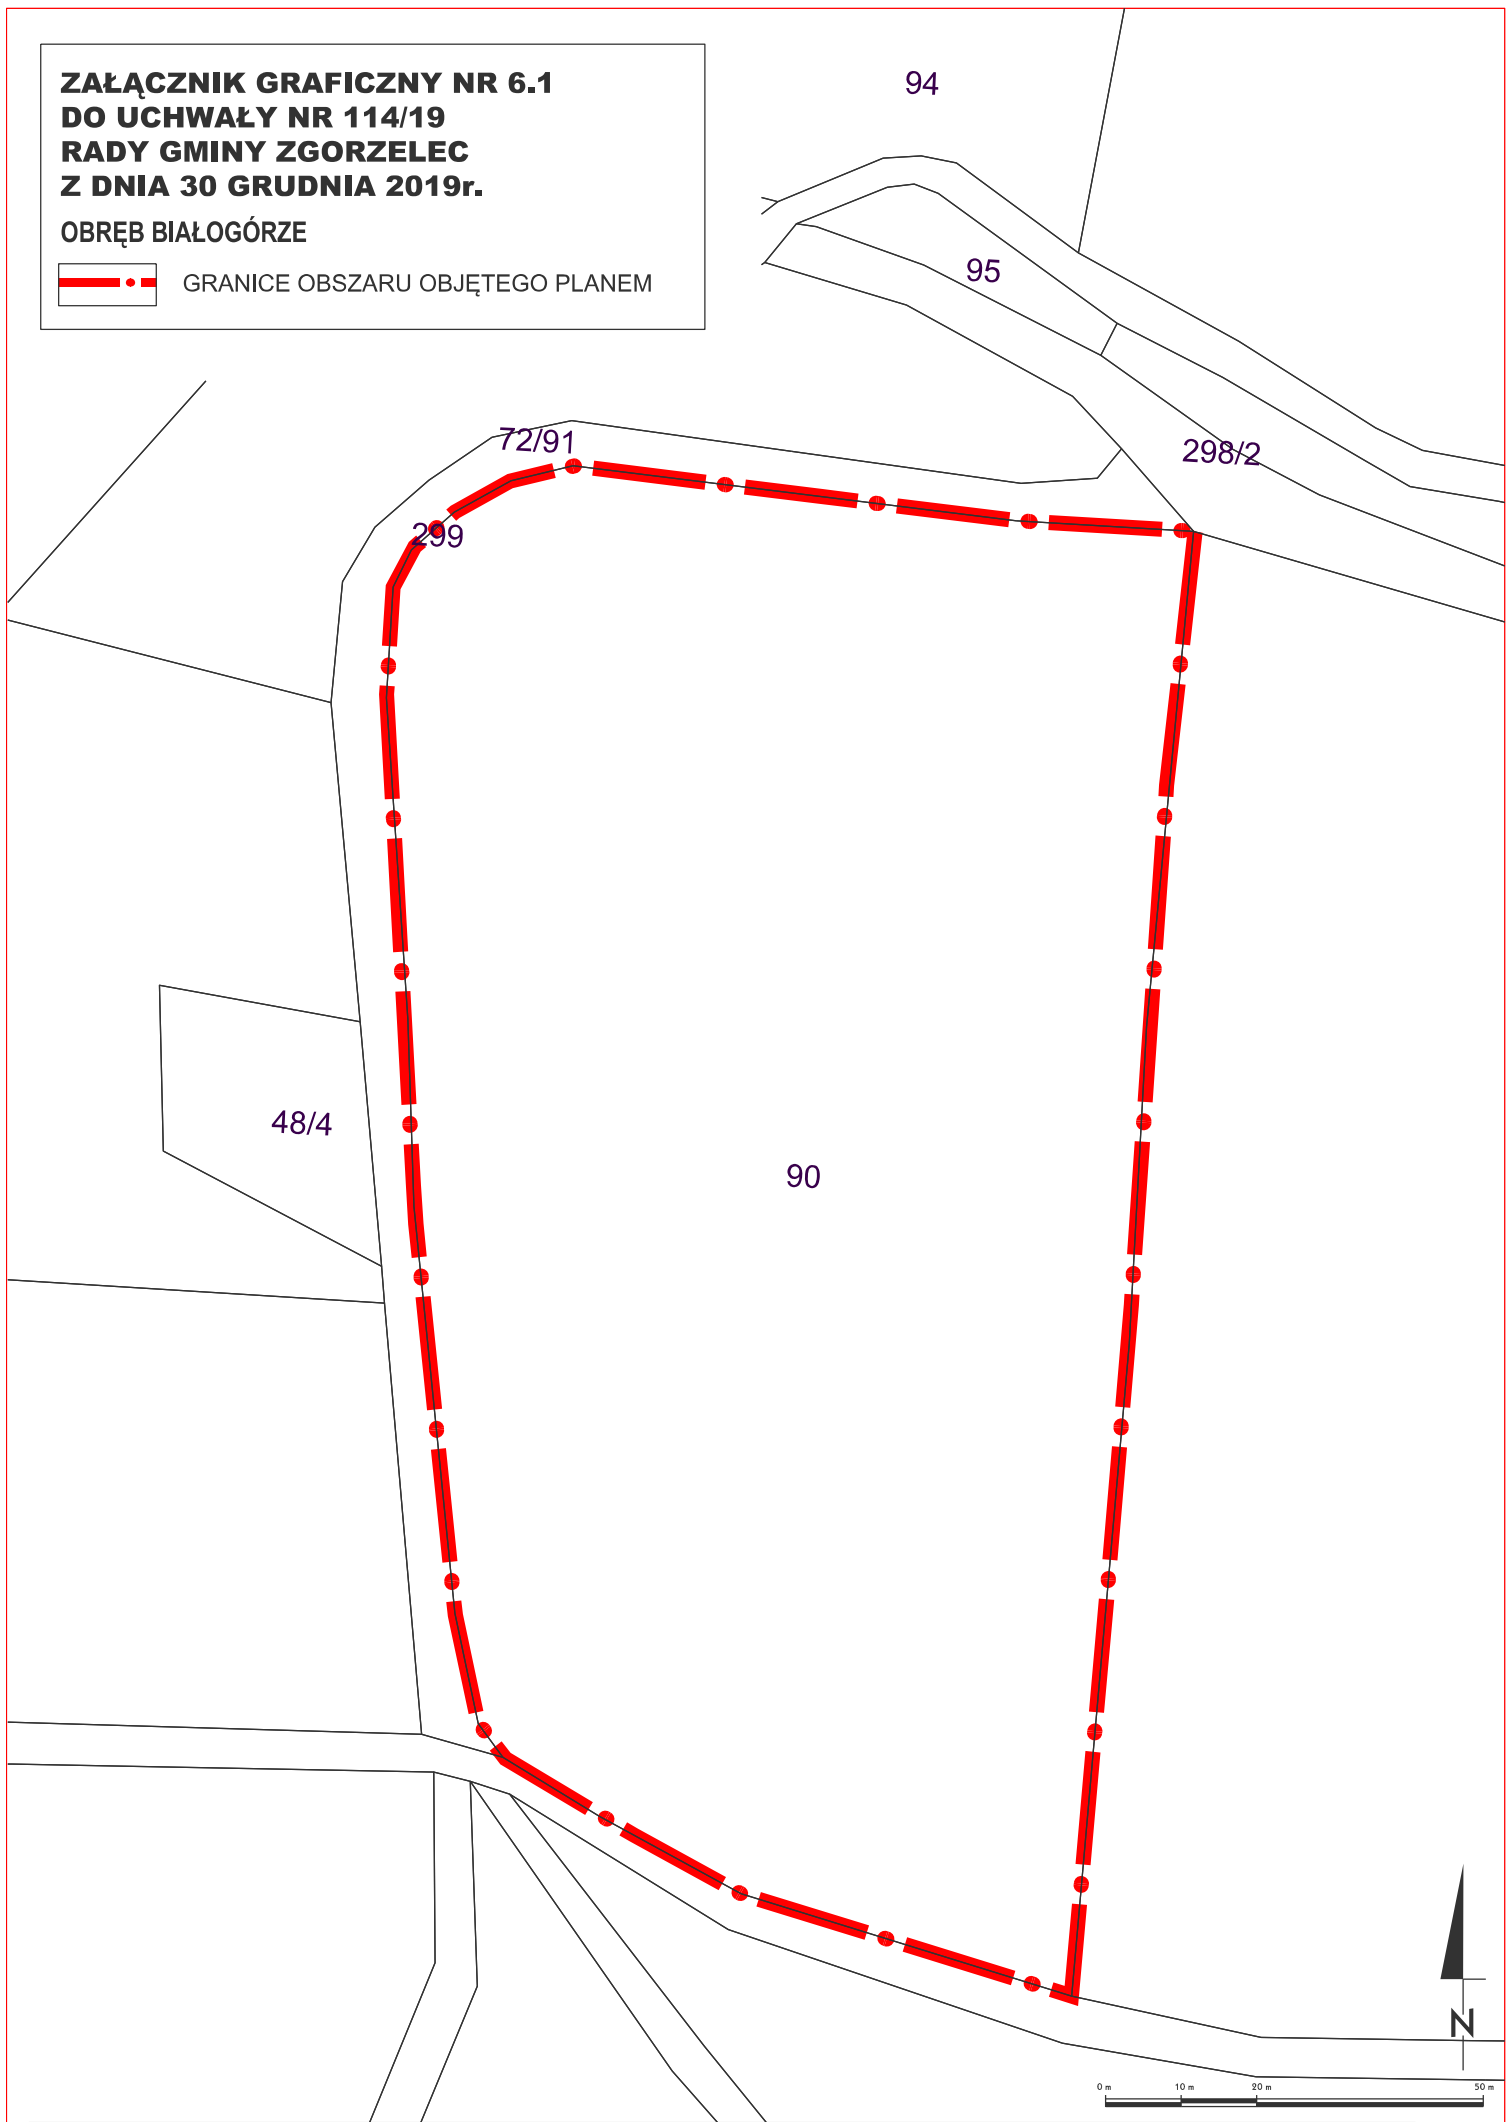 ZAŁĄCZNIK GRAFICZNY NR 6.1
DO UCHWAŁY NR 114/19
RADY GMINY ZGORZELEC
Z DNIA 30 GRUDNIA 2019r.
OBRĘB BIAŁOGÓRZE
GRANICE OBSZARU OBJĘTEGO PLANEM
94
95
72/91
298/2
299
48/4
90
N
0 m 10 m 20 m 50 m